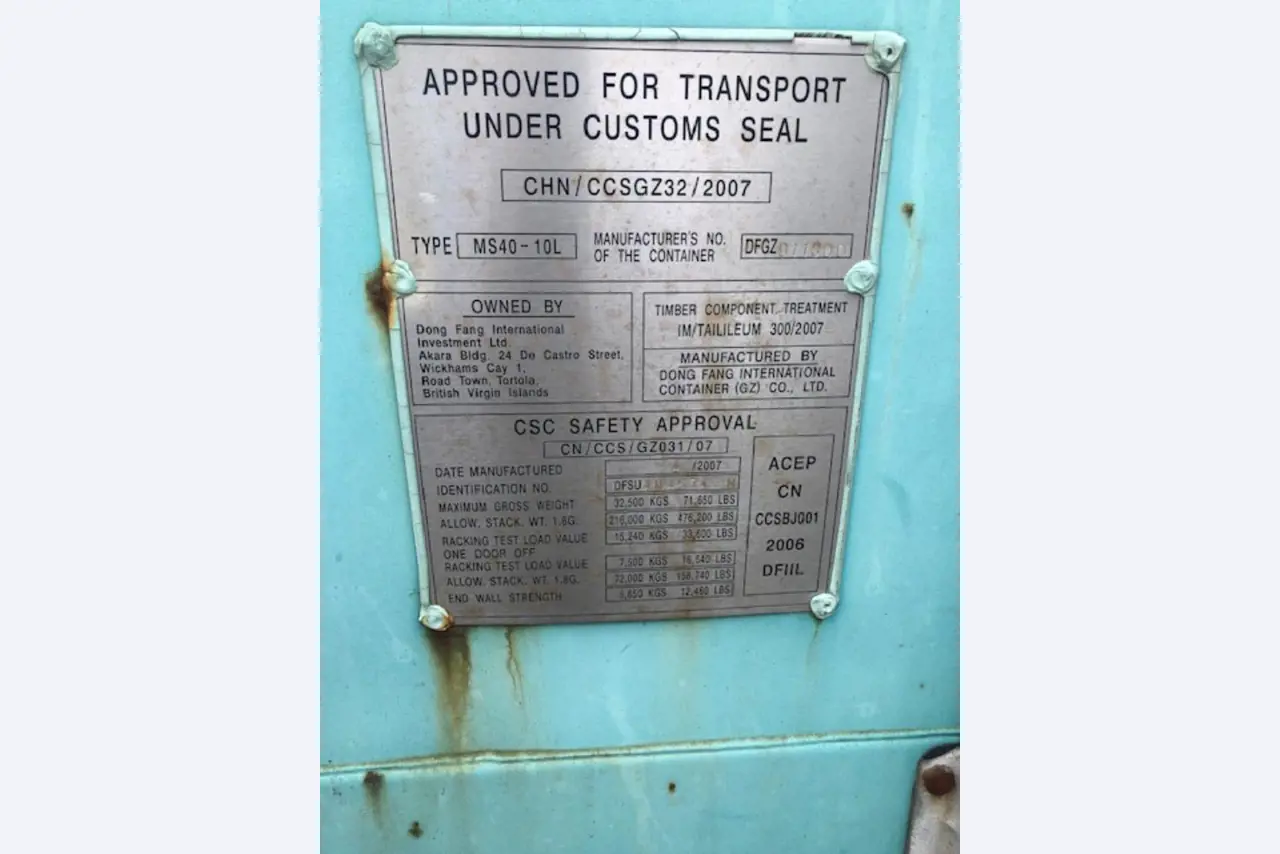 APPROVED FOR TRANSPORT
UNDER CUSTOMS SEAL
CHN/CCSGZ32/2007
TYPE MS40-10L MANUFACTURER'S NO. OF THE CONTAINER DFGZ
OWNED BY
Dong Fang International
Investment Ltd.
Akara Bldg. 24 De Castro Street,
Wickhams Cay 1,
Road Town, Tortola,
British Virgin Islands
TIMBER COMPONENT TREATMENT
IM/TAILILEUM 300/2007
MANUFACTURED BY
DONG FANG INTERNATIONAL
CONTAINER (GZ) CO., LTD.
CSC SAFETY APPROVAL
CN/CCS/GZ031/07
DATE MANUFACTURED /2007
IDENTIFICATION NO. DFSU
MAXIMUM GROSS WEIGHT 32,500 KGS 71,650 LBS
ALLOW. STACK. WT. 1.8G. 216,000 KGS 476,200 LBS
RACKING TEST LOAD VALUE 15,240 KGS 33,600 LBS
ONE DOOR OFF
RACKING TEST LOAD VALUE 7,500 KGS 16,540 LBS
ALLOW. STACK. WT. 1.8G. 72,000 KGS 158,740 LBS
END WALL STRENGTH KGS 12,460 LBS
ACEP
CN
CCSBJ001
2006
DFIIL